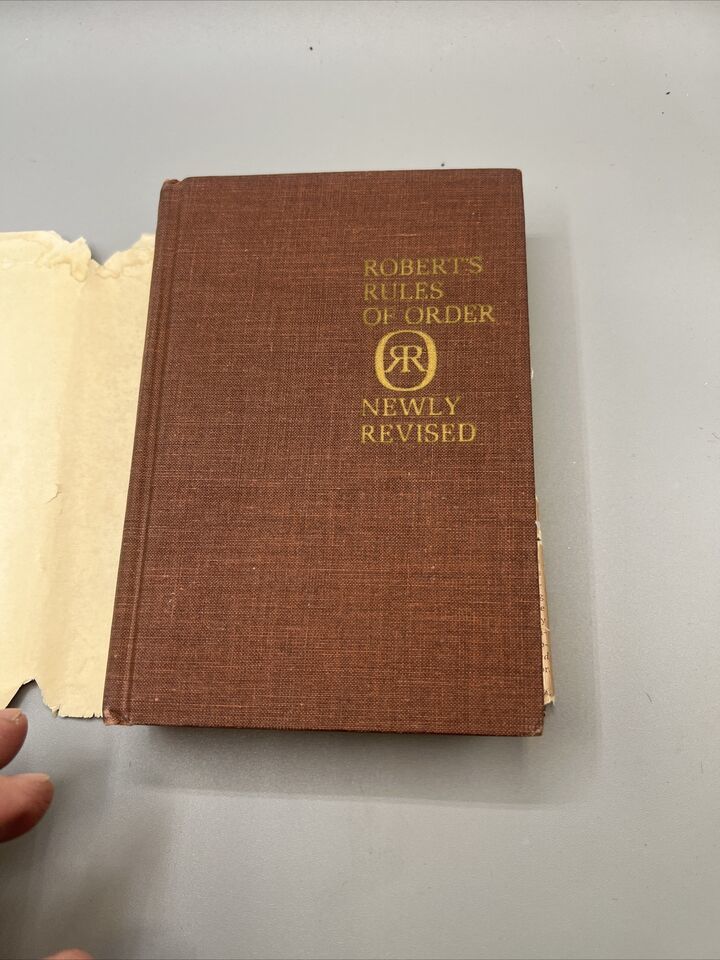 ROBERT'S
RULES
OF ORDER
RR
NEWLY
REVISED